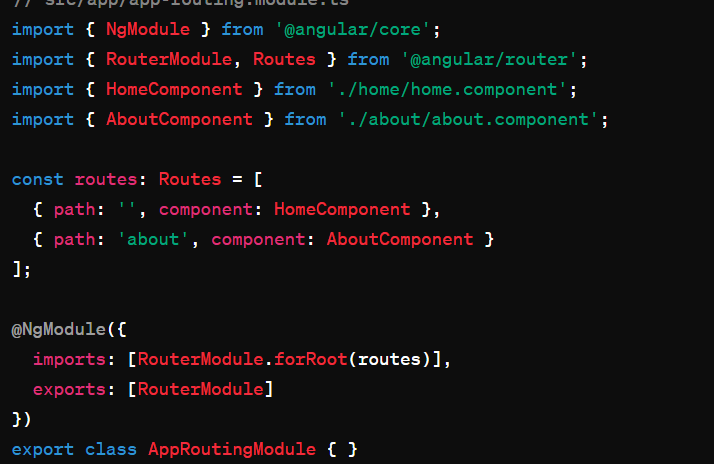 // src/app/app-routing.module.ts
import { NgModule } from '@angular/core';
import { RouterModule, Routes } from '@angular/router';
import { HomeComponent } from './home/home.component';
import { AboutComponent } from './about/about.component';
const routes: Routes = [
  { path: '', component: HomeComponent },
  { path: 'about', component: AboutComponent }
];
@NgModule({
  imports: [RouterModule.forRoot(routes)],
  exports: [RouterModule]
})
export class AppRoutingModule { }